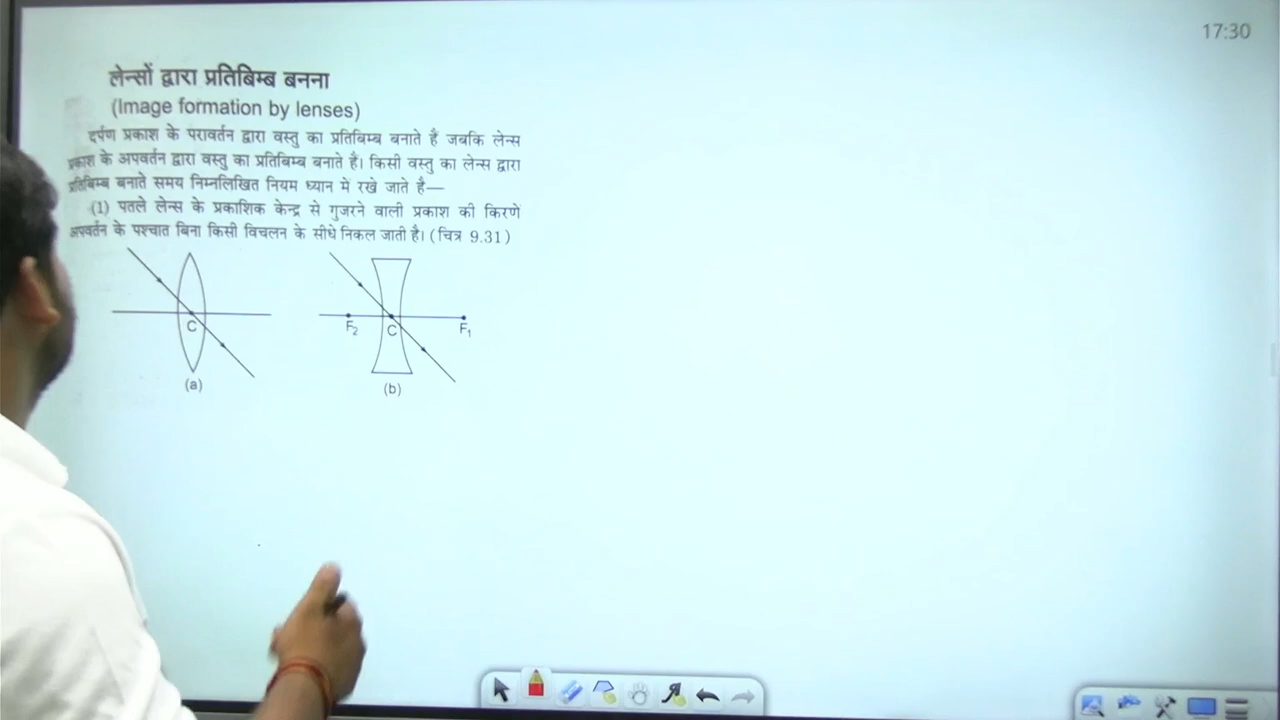 17:30
लेन्सों द्वारा प्रतिबिम्ब बनना
(Image formation by lenses)
दर्पण प्रकाश के परावर्तन द्वारा वस्तु का प्रतिबिम्ब बनाते हैं जबकि लेन्स
प्रकाश के अपवर्तन द्वारा वस्तु का प्रतिबिम्ब बनाते हैं। किसी वस्तु का लेन्स द्वारा
प्रतिबिम्ब बनाते समय निम्नलिखित नियम ध्यान में रखे जाते है—
(1) पतले लेन्स के प्रकाशिक केन्द्र से गुजरने वाली प्रकाश की किरणें
अपवर्तन के पश्चात बिना किसी विचलन के सीधे निकल जाती है। (चित्र 9.31)
C
F₂ C F₁
(a) (b)